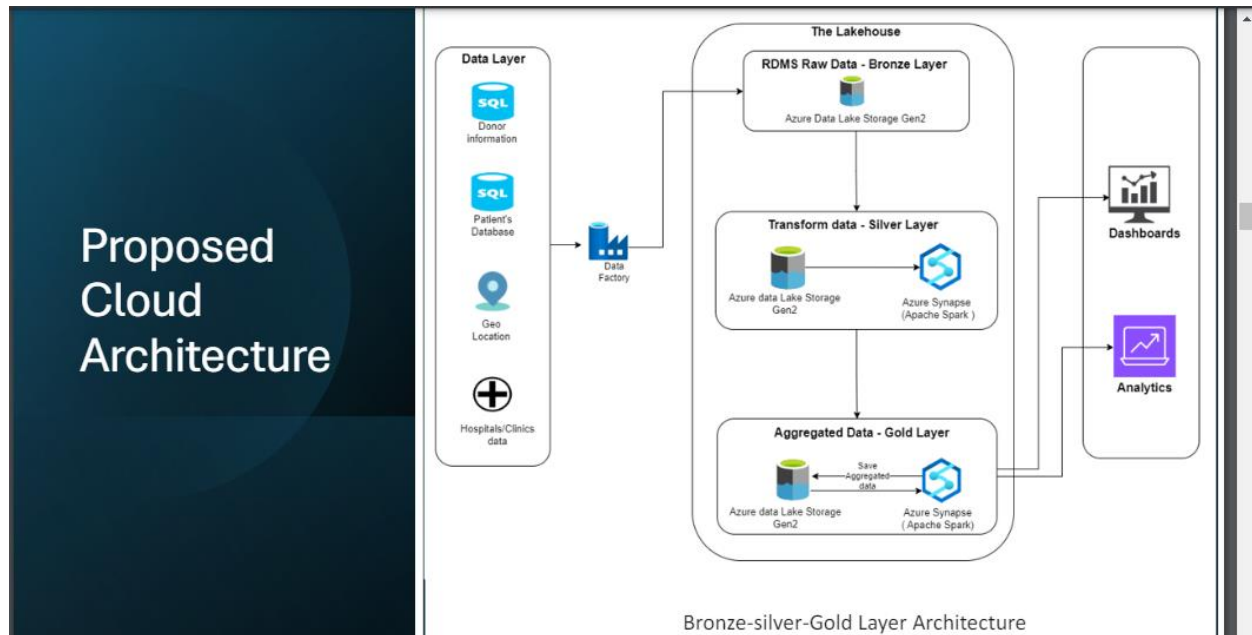 Proposed
Cloud
Architecture
Data Layer
SQL
Donor
information
SQL
Patient's
Database
Geo
Location
Hospitals/Clinics
data
Data
Factory
The Lakehouse
RDMS Raw Data - Bronze Layer
Azure Data Lake Storage Gen2
Transform data - Silver Layer
Azure data Lake Storage
Gen2
Azure Synapse
(Apache Spark )
Aggregated Data - Gold Layer
Save
Aggregated
data
Azure data Lake Storage
Gen2
Azure Synapse
( Apache Spark)
Dashboards
Analytics
Bronze-silver-Gold Layer Architecture